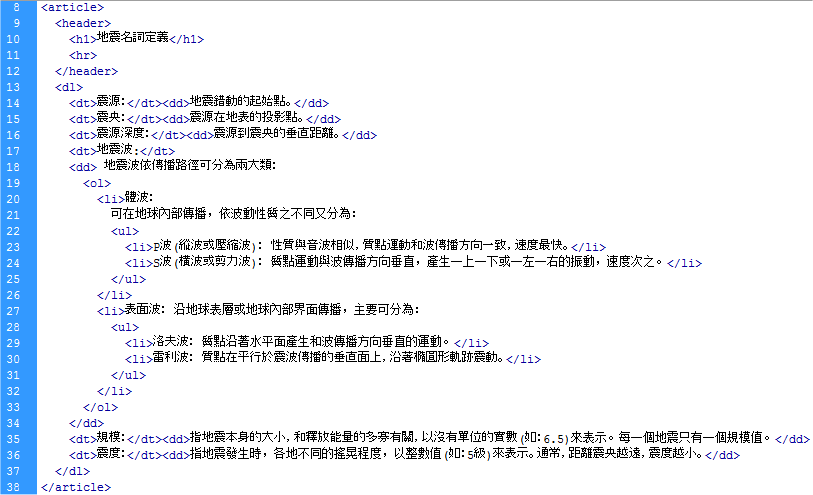 8 <article>
9 <header>
10 <h1>地震名詞定義</h1>
11 <hr>
12 </header>
13 <dl>
14 <dt>震源:</dt><dd>地震錯動的起始點。</dd>
15 <dt>震央:</dt><dd>震源在地表的投影點。</dd>
16 <dt>震源深度:</dt><dd>震源到震央的垂直距離。</dd>
17 <dt>地震波:</dt>
18 <dd> 地震波依傳播路徑可分為兩大類:
19 <ol>
20 <li>體波:
21 可在地球內部傳播，依波動性質之不同又分為:
22 <ul>
23 <li>P波(縱波或壓縮波): 性質與音波相似,質點運動和波傳播方向一致,速度最快。</li>
24 <li>S波(橫波或剪力波): 質點運動與波傳播方向垂直，產生一上一下或一左一右的振動，速度次之。</li>
25 </ul>
26 </li>
27 <li>表面波: 沿地球表層或地球內部界面傳播，主要可分為:
28 <ul>
29 <li>洛夫波: 質點沿著水平面產生和波傳播方向垂直的運動。</li>
30 <li>雷利波: 質點在平行於震波傳播的垂直面上,沿著橢圓形軌跡震動。</li>
31 </ul>
32 </li>
33 </ol>
34 </dd>
35 <dt>規模:</dt><dd>指地震本身的大小,和釋放能量的多寡有關,以沒有單位的實數(如:6.5)來表示。每一個地震只有一個規模值。</dd>
36 <dt>震度:</dt><dd>指地震發生時，各地不同的搖晃程度，以整數值(如:5級)來表示。通常,距離震央越遠,震度越小。</dd>
37 </dl>
38 </article>